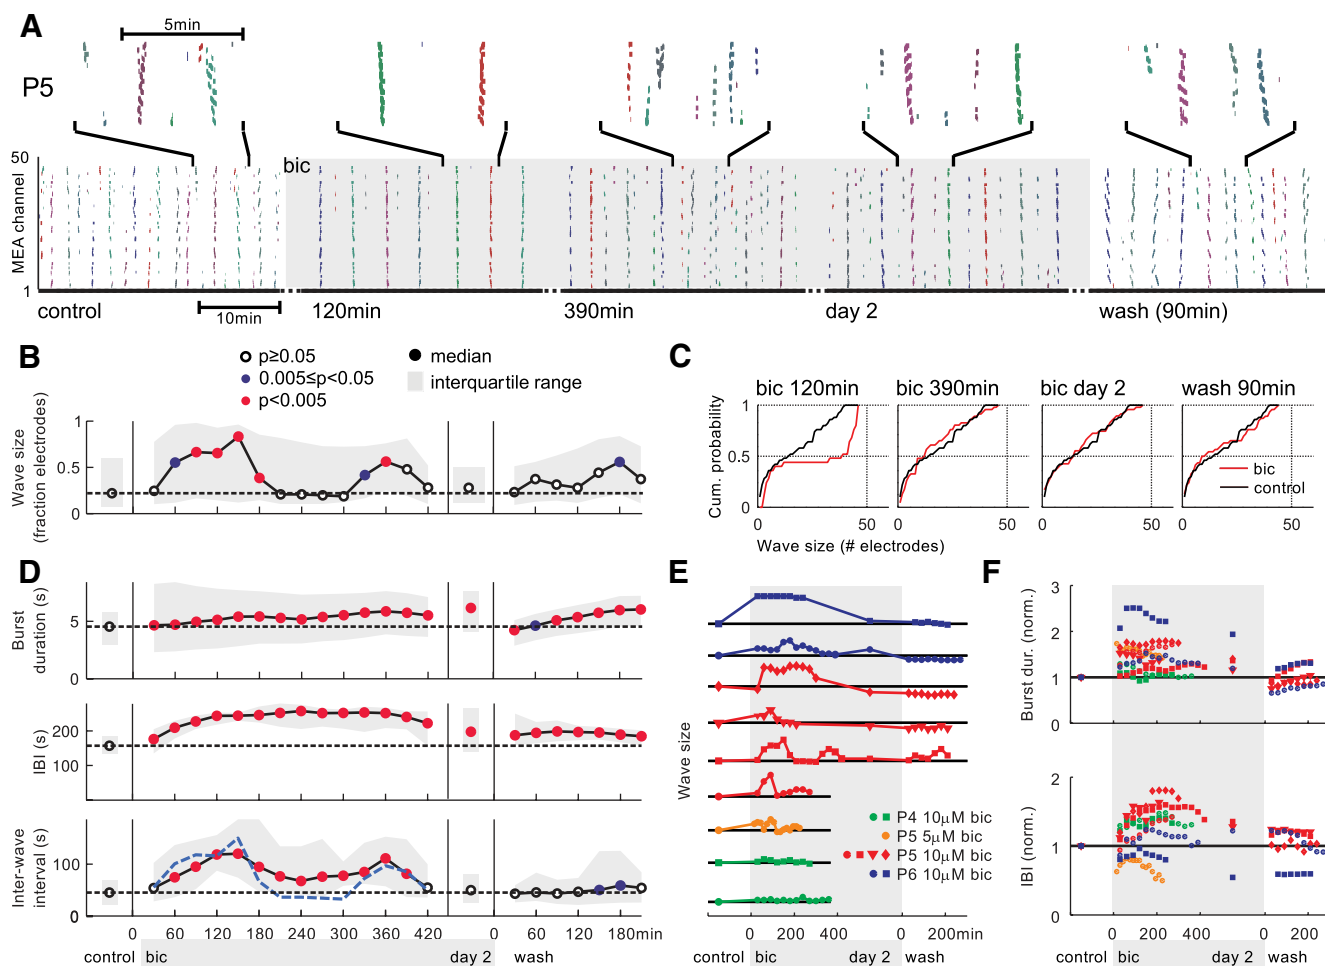 A
5min
P5
50
bic
MEA channel
1
control
10min
120min
390min
day 2
wash (90min)
B
p≥0.05
0.005≤p<0.05
p<0.005
median
interquartile range
Wave size
(fraction electrodes)
1
0.5
0
C
bic 120min
bic 390min
bic day 2
wash 90min
Cum. probability
1
0.5
0
bic
control
0 50
0 50
0 50
0 50
Wave size (# electrodes)
D
Burst
duration (s)
5
0
IBI (s)
200
100
Inter-wave
interval (s)
100
0
0 60 120 180 240 300 360 420
0 60 120 180min
control bic day 2 wash
E
Wave size
P4 10µM bic
P5 5µM bic
P5 10µM bic
P6 10µM bic
0 200 400 0 200min
control bic day 2 wash
F
Burst dur. (norm.)
3
2
1
0
IBI (norm.)
2
1
0
0 200 400 0 200
control bic day 2 wash